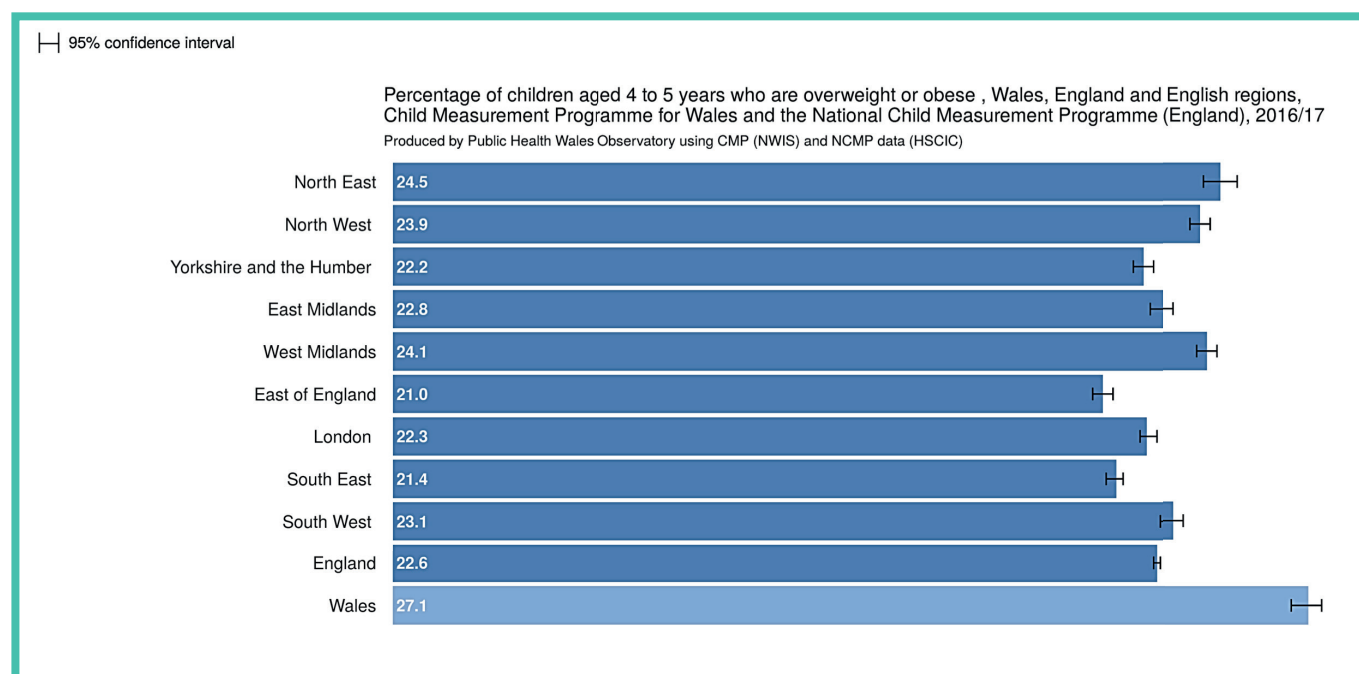 95% confidence interval
Percentage of children aged 4 to 5 years who are overweight or obese , Wales, England and English regions,
Child Measurement Programme for Wales and the National Child Measurement Programme (England), 2016/17
Produced by Public Health Wales Observatory using CMP (NWIS) and NCMP data (HSCIC)
North East 24.5
North West 23.9
Yorkshire and the Humber 22.2
East Midlands 22.8
West Midlands 24.1
East of England 21.0
London 22.3
South East 21.4
South West 23.1
England 22.6
Wales 27.1